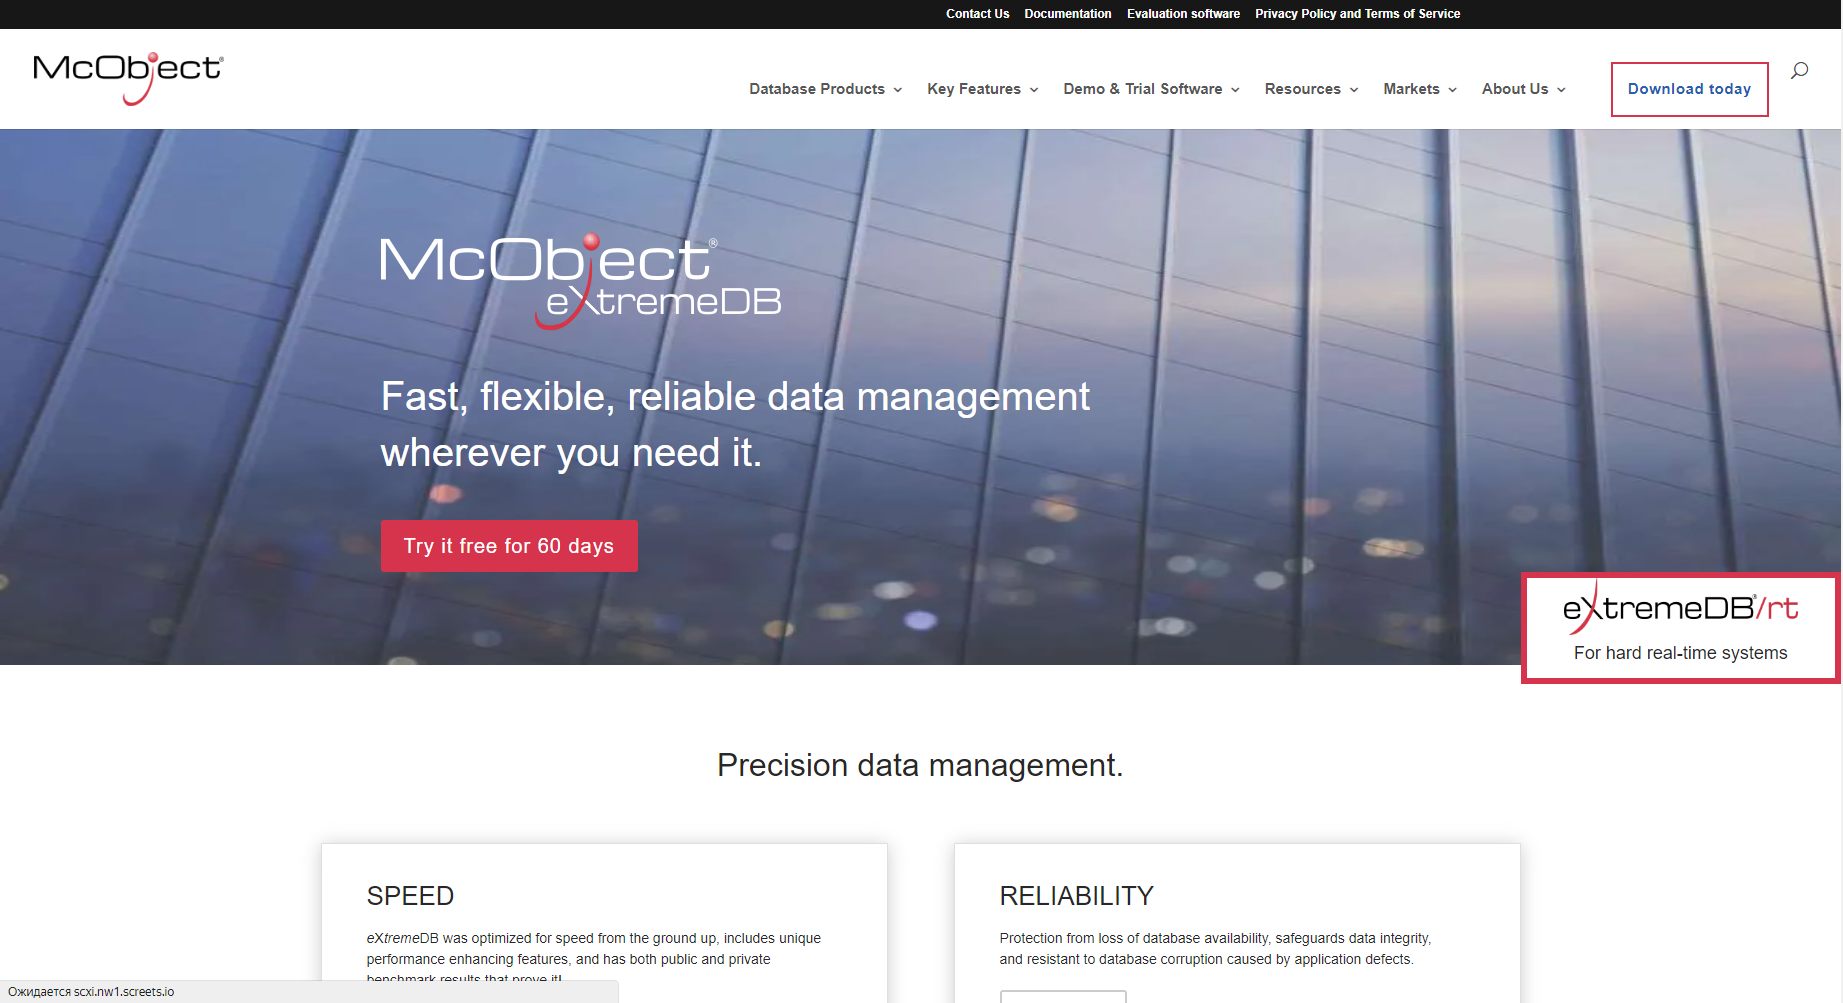 Contact Us Documentation Evaluation software Privacy Policy and Terms of Service
McObject®
Database Products Key Features Demo & Trial Software Resources Markets About Us Download today
McObject®
eXtremeDB
Fast, flexible, reliable data management
wherever you need it.
Try it free for 60 days
eXtremeDB®/rt
For hard real-time systems
Precision data management.
SPEED
eXtremeDB was optimized for speed from the ground up, includes unique
performance enhancing features, and has both public and private
benchmark results that prove it!
RELIABILITY
Protection from loss of database availability, safeguards data integrity,
and resistant to database corruption caused by application defects.
Ожидается scxi.nw1.screets.io